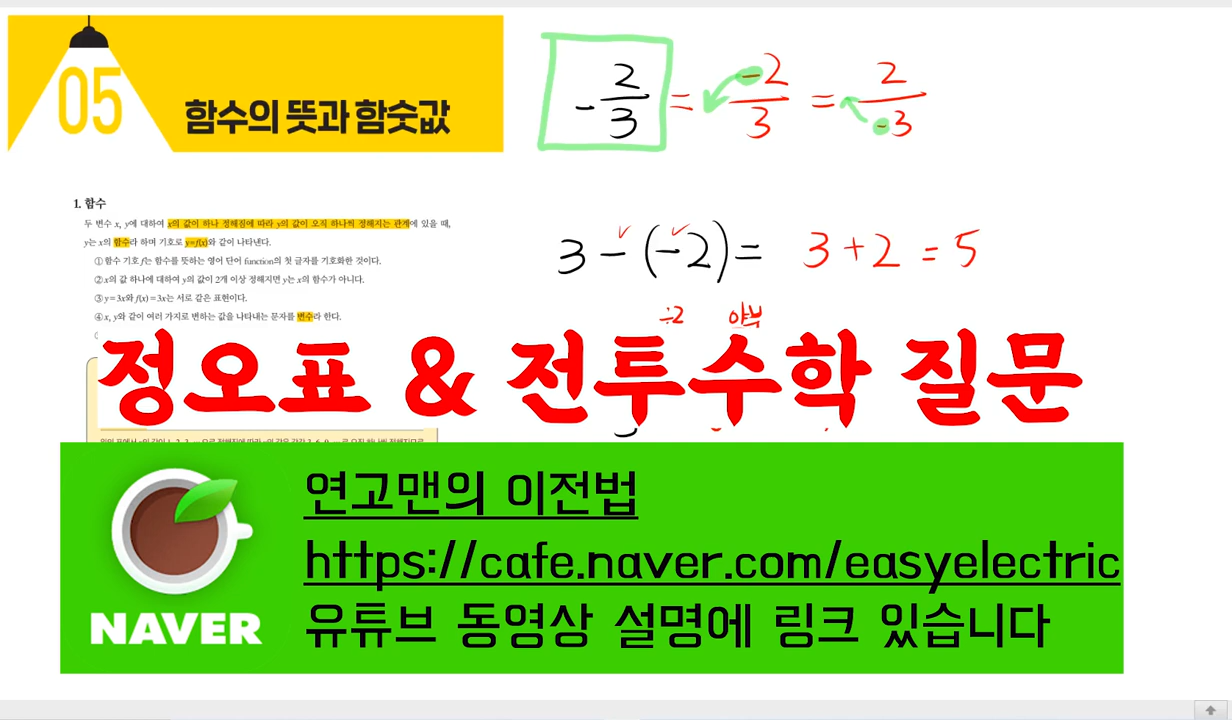 05
함수의 뜻과 함숫값
-2/3 = -2/3 = 2/-3
1. 함수
두 변수 x, y에 대하여 x의 값이 하나 정해짐에 따라 y의 값이 오직 하나씩 정해지는 관계에 있을 때,
y는 x의 함수라 하며 기호로 y=f(x)와 같이 나타낸다.
① 함수 기호 f는 함수를 뜻하는 영어 단어 function의 첫 글자를 기호화한 것이다.
② x의 값 하나에 대하여 y의 값이 2개 이상 정해지면 y는 x의 함수가 아니다.
③ y=3x와 f(x)=3x는 서로 같은 표현이다.
④ x, y와 같이 여러 가지로 변하는 값을 나타내는 문자를 변수라 한다.
3 - (-2) = 3 + 2 = 5
÷2
정오표 & 전투수학 질문
연고맨의 이전법
https://cafe.naver.com/easyelectric
유튜브 동영상 설명에 링크 있습니다
NAVER